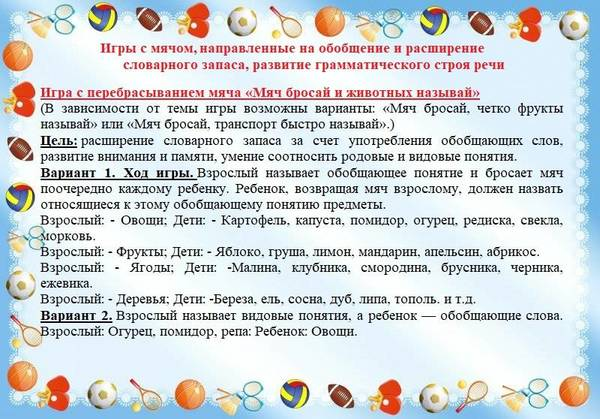 Игры с мячом, направленные на обобщение и расширение
словарного запаса, развитие грамматического строя речи
Игра с перебрасыванием мяча «Мяч бросай и животных называй»
(В зависимости от темы игры возможны варианты: «Мяч бросай, четко фрукты
называй» или «Мяч бросай, транспорт быстро называй».)
Цель: расширение словарного запаса за счет употребления обобщающих слов,
развитие внимания и памяти, умение соотносить родовые и видовые понятия.
Вариант 1. Ход игры. Взрослый называет обобщающее понятие и бросает мяч
поочередно каждому ребенку. Ребенок, возвращая мяч взрослому, должен назвать
относящиеся к этому обобщающему понятию предметы.
Взрослый: - Овощи; Дети: - Картофель, капуста, помидор, огурец, редиска, свекла,
морковь.
Взрослый: - Фрукты; Дети: - Яблоко, груша, лимон, мандарин, апельсин, абрикос.
Взрослый: - Ягоды; Дети: -Малина, клубника, смородина, брусника, черника,
ежевика.
Взрослый: - Деревья; Дети: -Береза, ель, сосна, дуб, липа, тополь. и т.д.
Вариант 2. Взрослый называет видовые понятия, а ребенок — обобщающие слова.
Взрослый: Огурец, помидор, репа: Ребенок: Овощи.